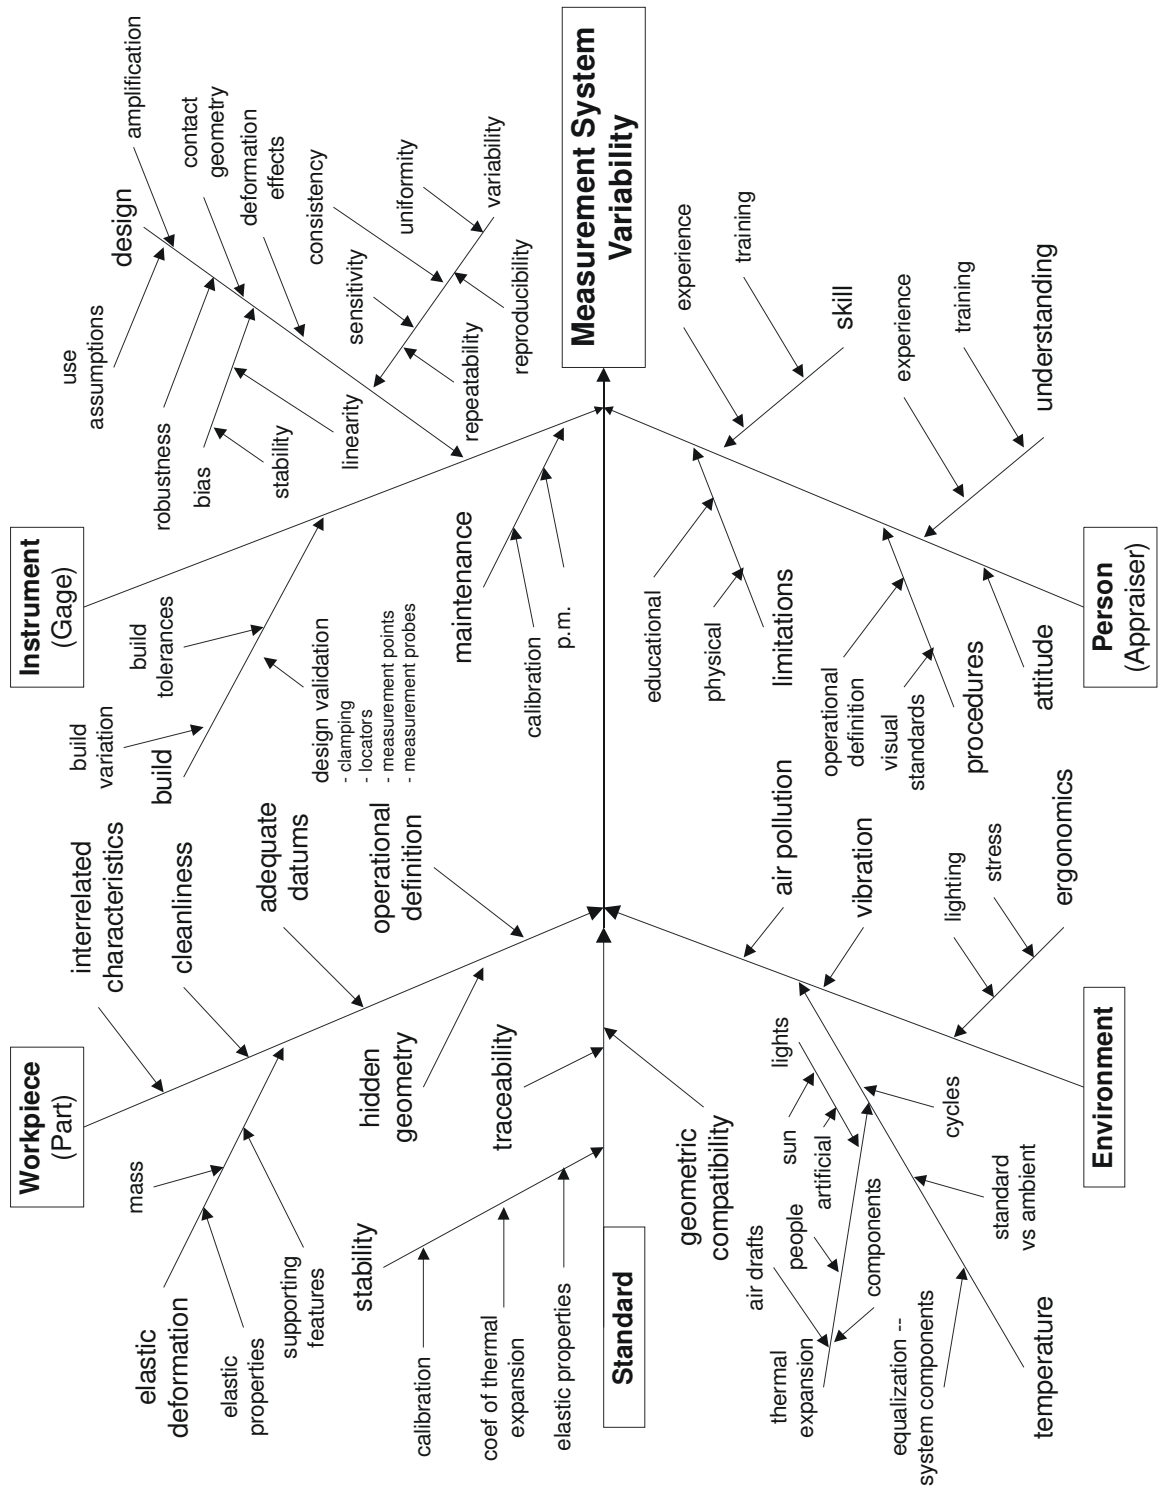 Workpiece
(Part)
interrelated
characteristics
cleanliness
adequate
datums
operational
definition
hidden
geometry
elastic
deformation
mass
elastic
properties
supporting
features
Instrument
(Gage)
build
build
variation
build
tolerances
design validation
- clamping
- locators
- measurement points
- measurement probes
maintenance
calibration
p.m.
design
use
assumptions
amplification
robustness
contact
geometry
bias
stability
linearity
deformation
effects
variability
consistency
uniformity
sensitivity
repeatability
reproducibility
Standard
stability
calibration
coef of thermal
expansion
elastic properties
traceability
geometric
compatibility
Measurement System
Variability
Environment
air pollution
vibration
ergonomics
lighting
stress
temperature
equalization --
system components
standard
vs ambient
cycles
thermal
expansion
air drafts
people
components
lights
sun
artificial
Person
(Appraiser)
limitations
educational
physical
skill
experience
training
procedures
operational
definition
visual
standards
attitude
understanding
experience
training